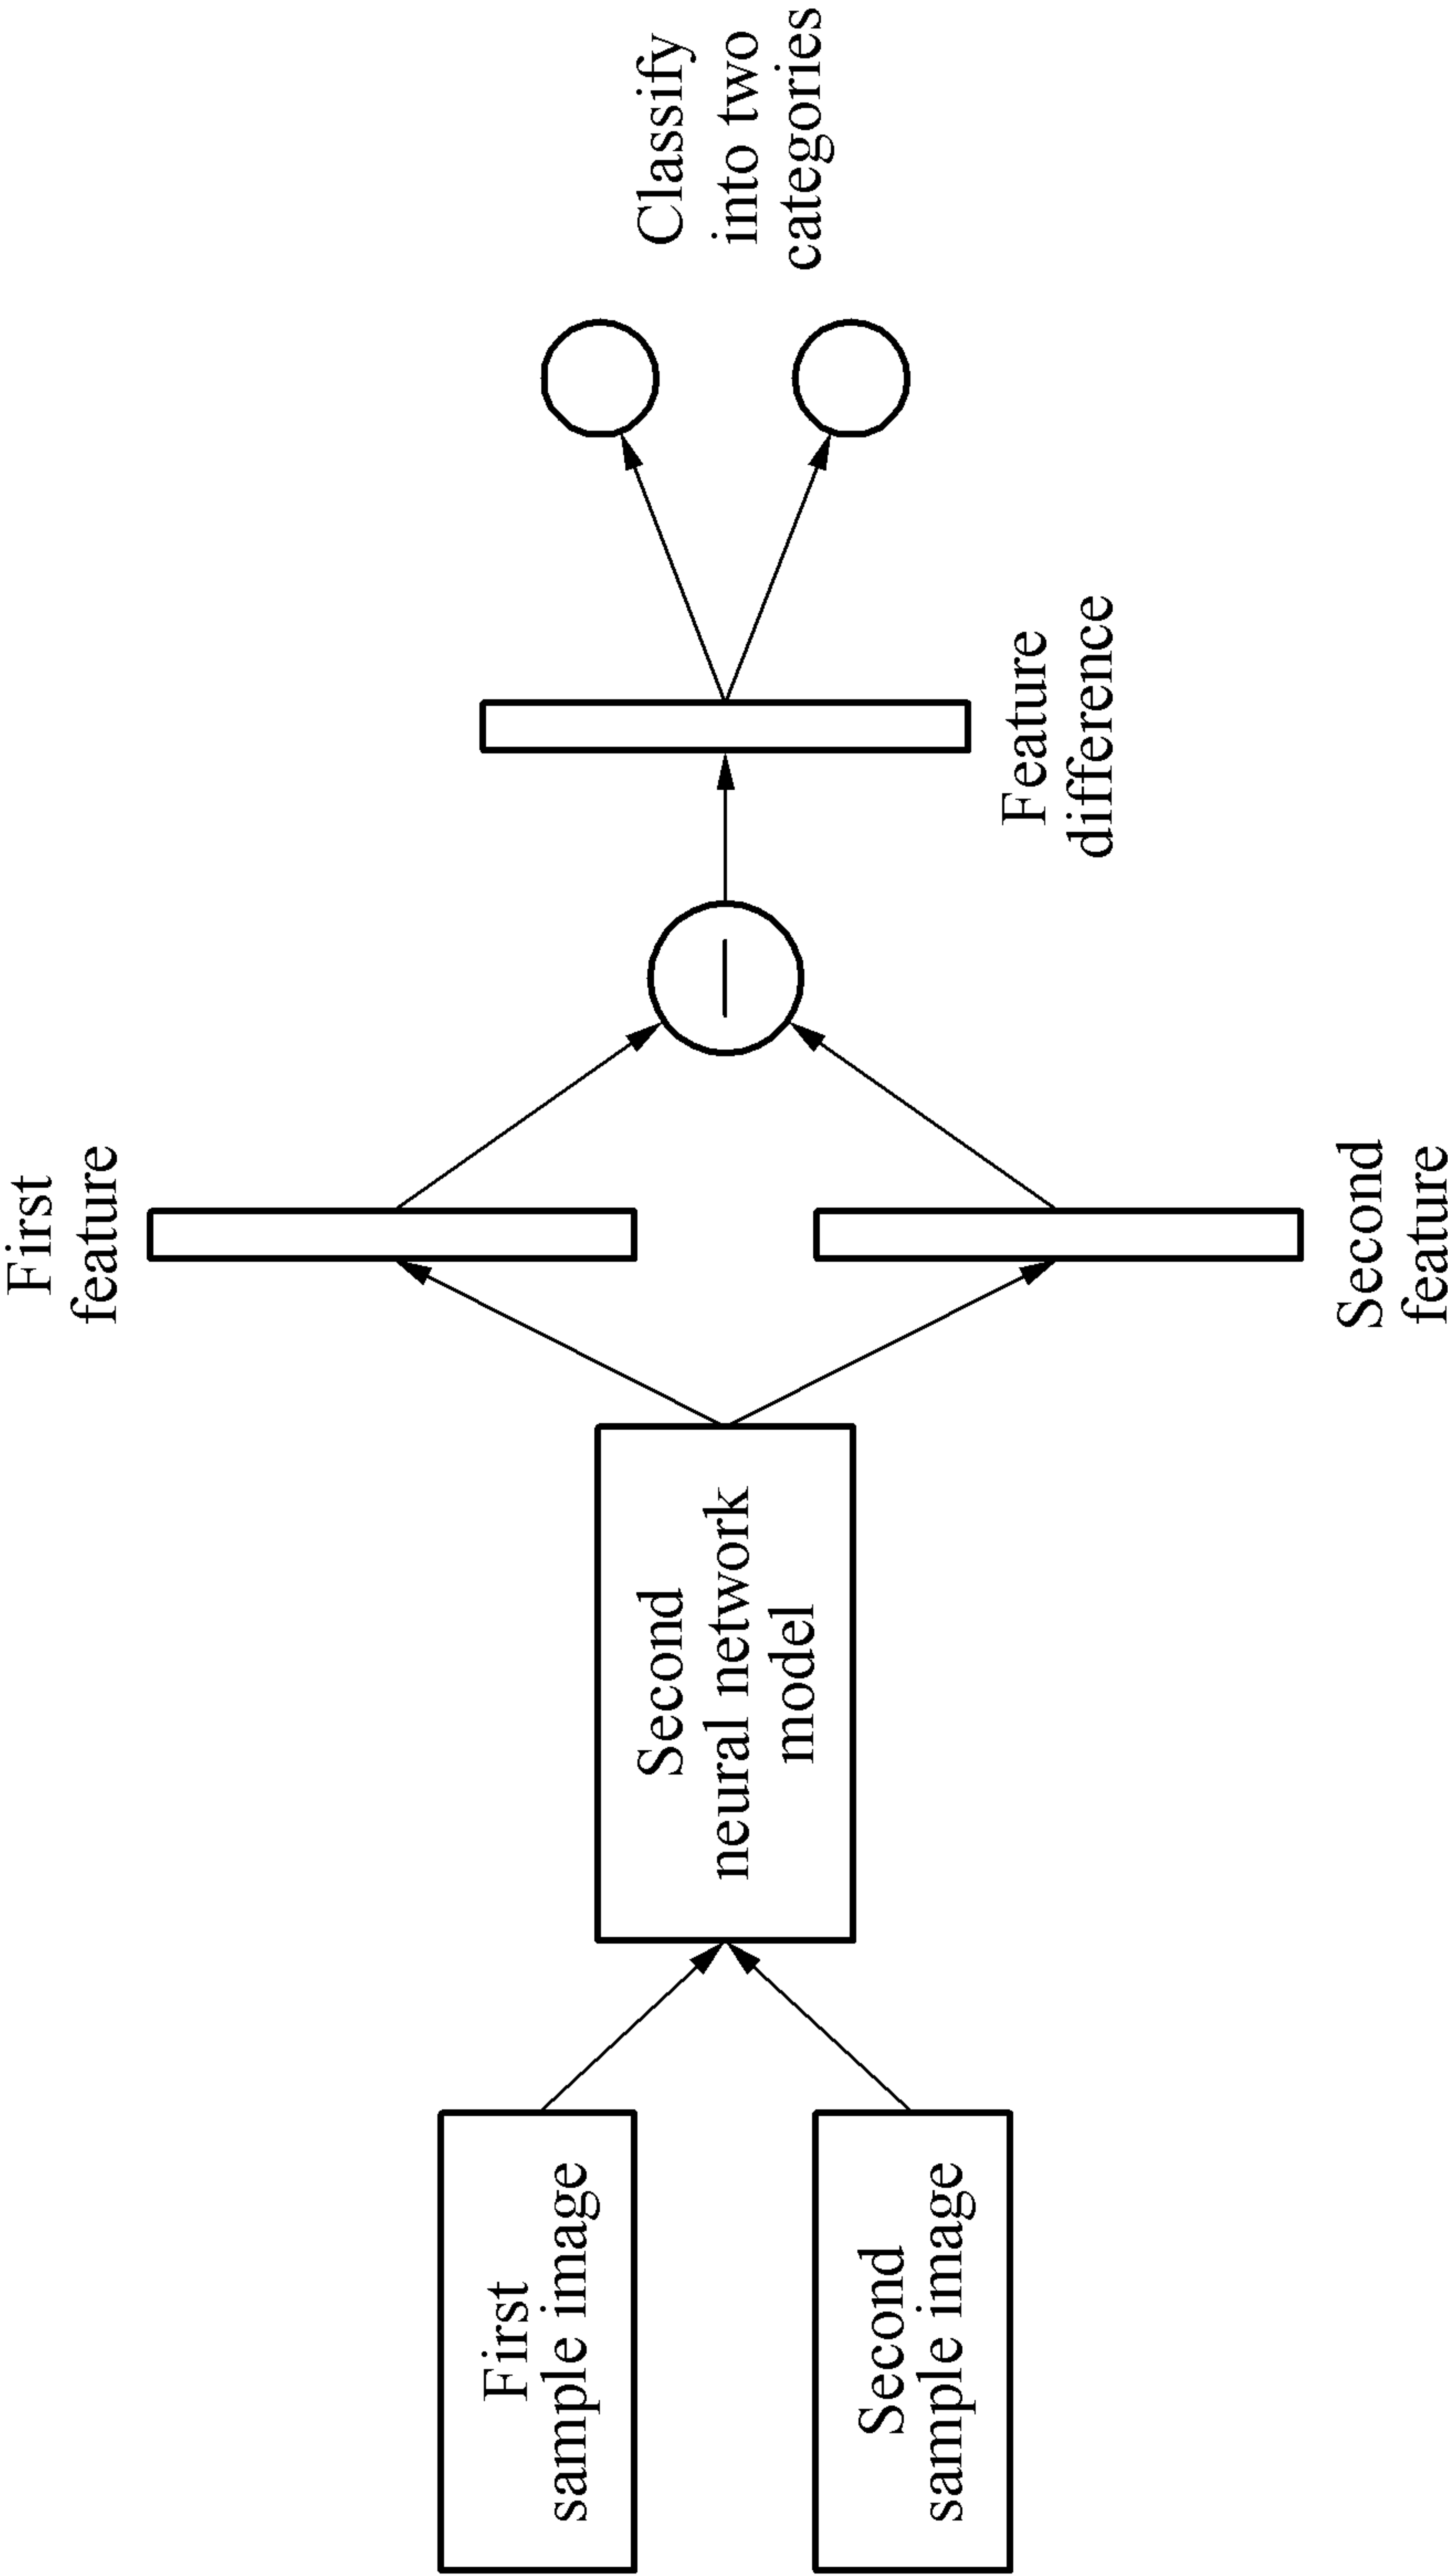 First
sample image
Second
sample image
Second
neural network
model
First
feature
Second
feature
Feature
difference
Classify
into two
categories